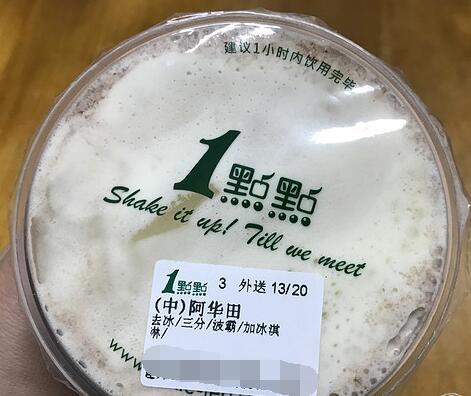 建议1小时内饮用完毕
1點點
Shake it up! Till we meet
1點點 3 外送 13/20
(中)阿华田
去冰/三分/波霸/加冰淇
淋/
www.